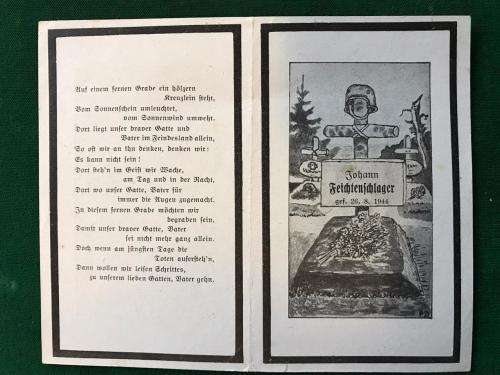 Auf einem fernen Grabe ein hölzern
Kreuzlein steht.
Vom Sonnenschein umleuchtet,
vom Sonnenwind umweht.
Dort liegt unser braver Gatte und
Vater im Feindesland allein,
So oft wir an ihn denken, denken wir:
Es kann nicht sein!
Dort steh'n im Geist wir Wache,
am Tag und in der Nacht.
Dort wo unser Gatte, Vater für
immer die Augen zugemacht.
In diesem fernen Grabe möchten wir
begraben sein,
Damit unser braver Gatte, Vater
sei nicht mehr ganz allein.
Doch wenn am jüngsten Tage die
Toten aufersteh'n,
Dann wollen wir leisen Schrittes,
zu unserem lieben Gatten, Vater gehn.
Johann
Feichtenschlager
gef. 26. 8. 1944